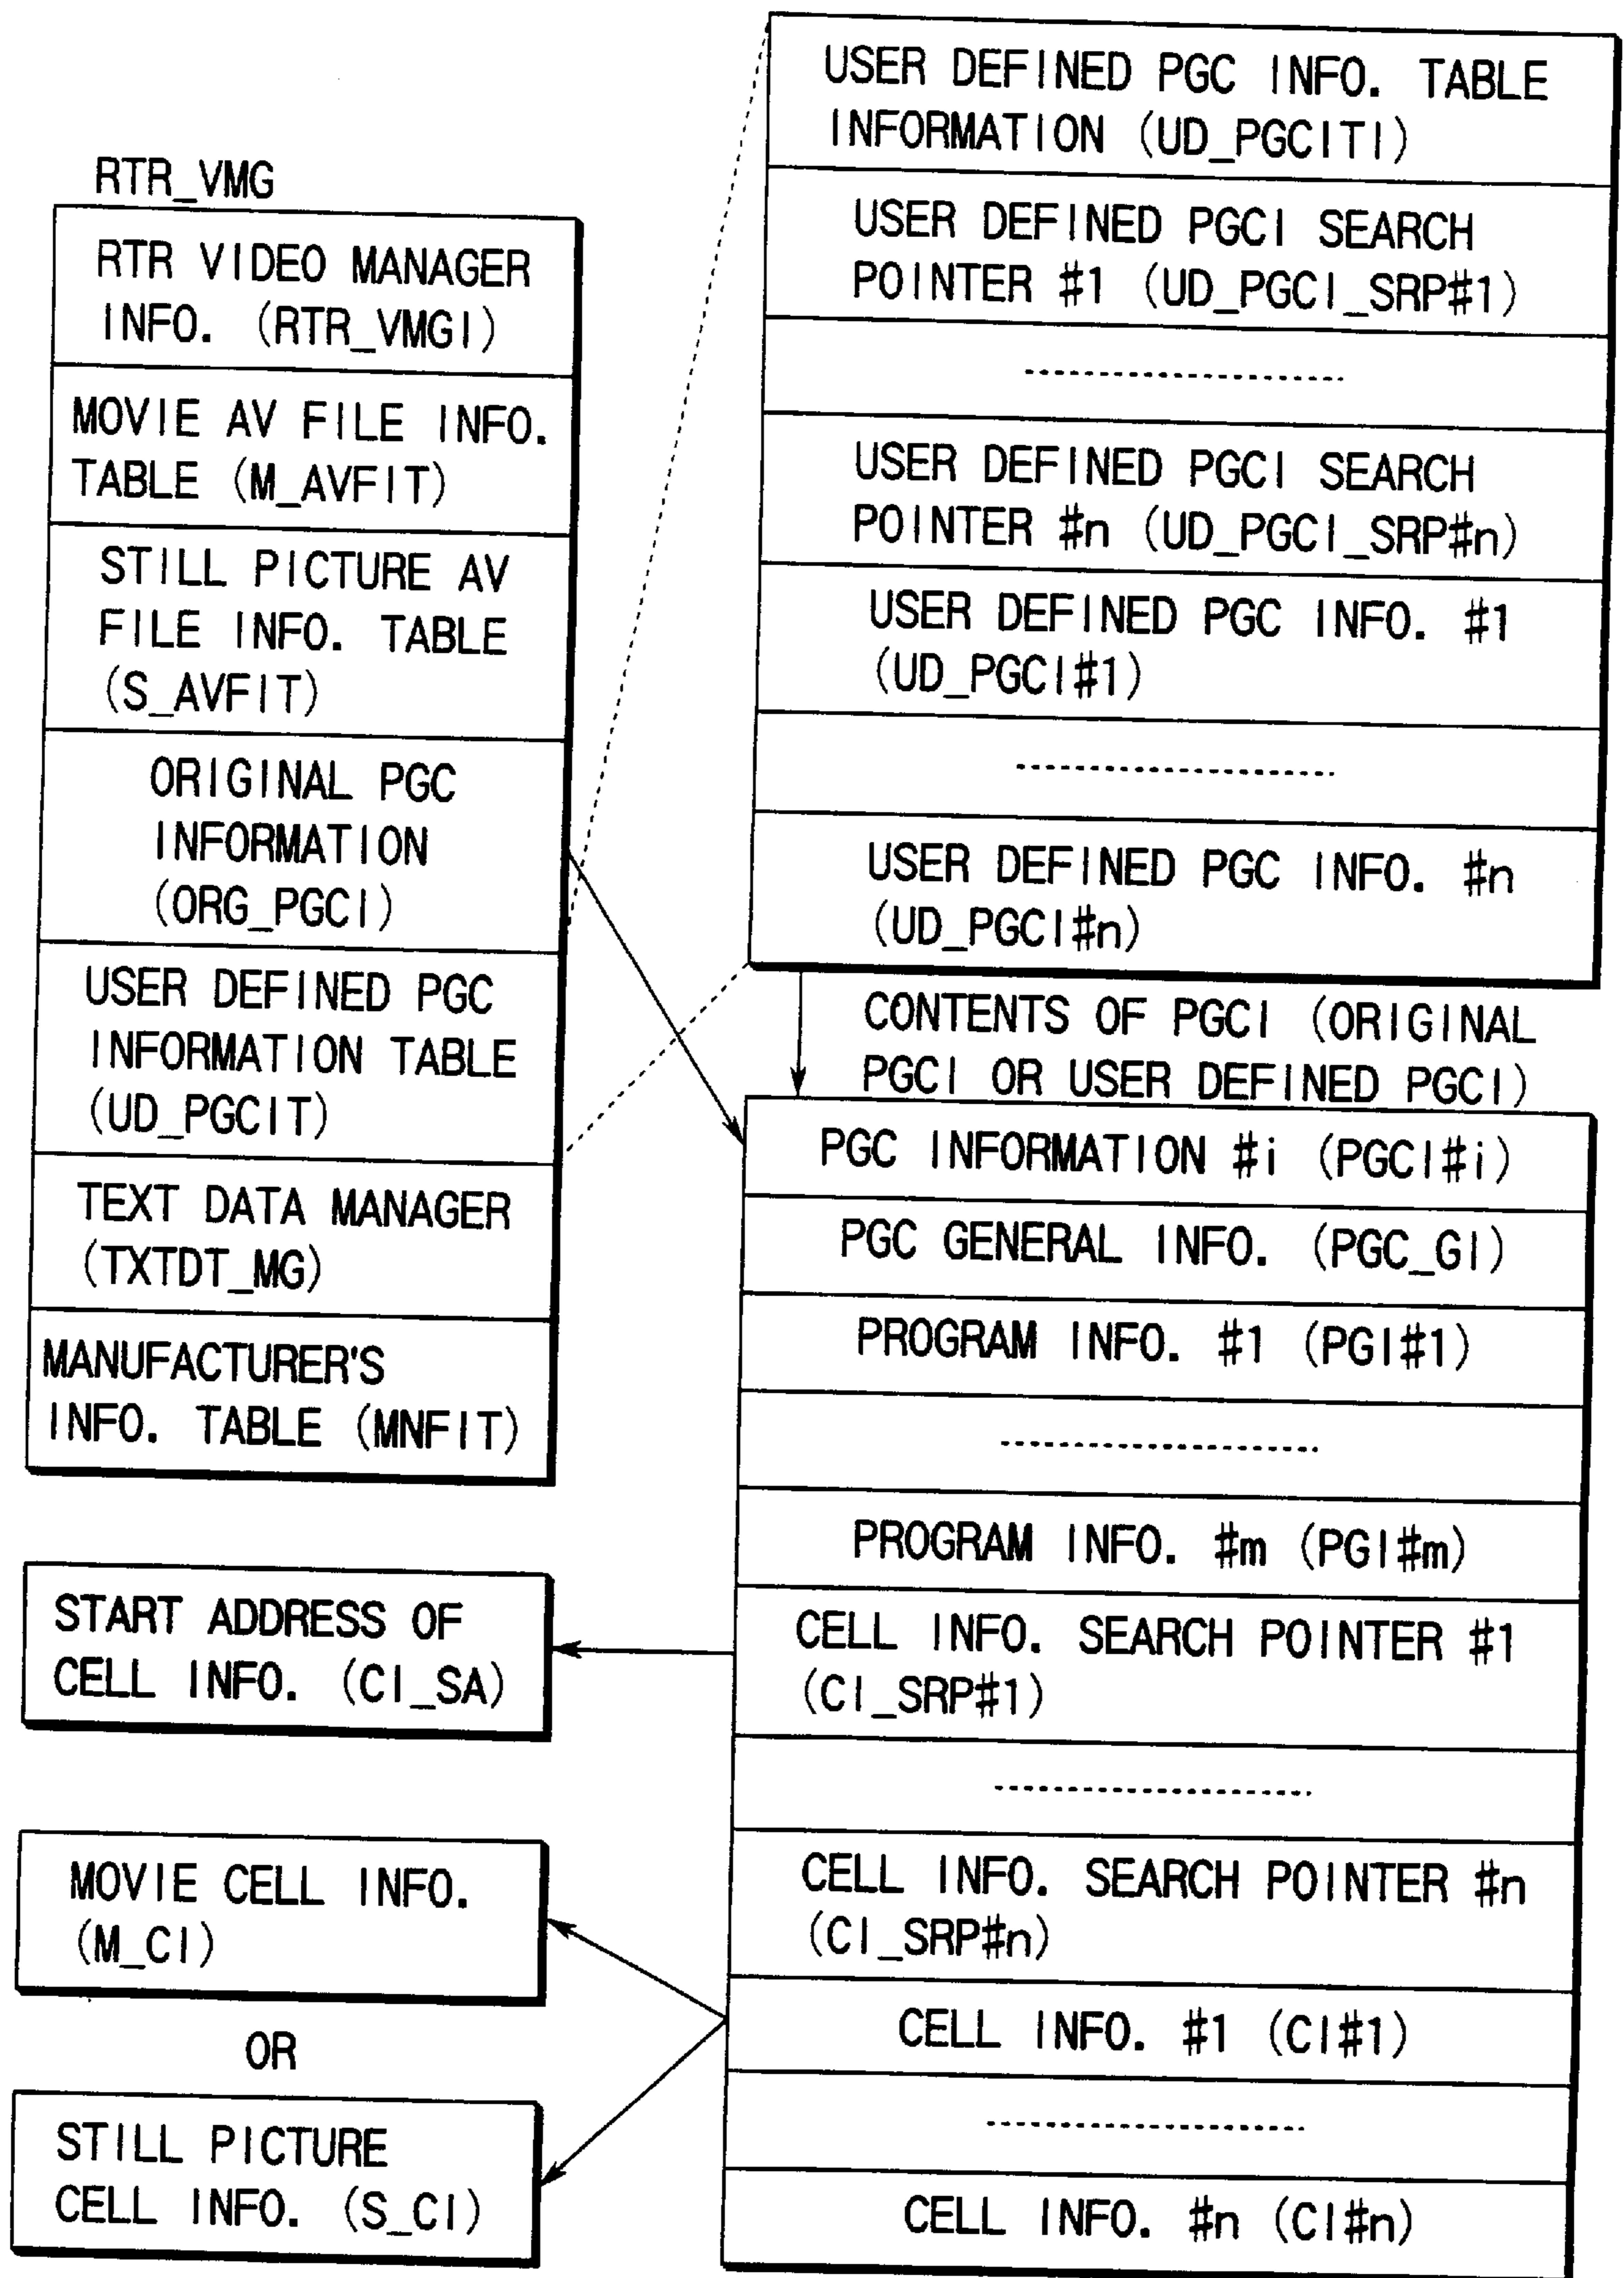 RTR_VMG
RTR VIDEO MANAGER
INFO. (RTR_VMGI)
MOVIE AV FILE INFO.
TABLE (M_AVFIT)
STILL PICTURE AV
FILE INFO. TABLE
(S_AVFIT)
ORIGINAL PGC
INFORMATION
(ORG_PGCI)
USER DEFINED PGC
INFORMATION TABLE
(UD_PGCIT)
TEXT DATA MANAGER
(TXTDT_MG)
MANUFACTURER'S
INFO. TABLE (MNFIT)
USER DEFINED PGC INFO. TABLE
INFORMATION (UD_PGCITI)
USER DEFINED PGCI SEARCH
POINTER #1 (UD_PGCI_SRP#1)
USER DEFINED PGCI SEARCH
POINTER #n (UD_PGCI_SRP#n)
USER DEFINED PGC INFO. #1
(UD_PGCI#1)
USER DEFINED PGC INFO. #n
(UD_PGCI#n)
CONTENTS OF PGCI (ORIGINAL
PGCI OR USER DEFINED PGCI)
PGC INFORMATION #i (PGCI#i)
PGC GENERAL INFO. (PGC_GI)
PROGRAM INFO. #1 (PGI#1)
PROGRAM INFO. #m (PGI#m)
CELL INFO. SEARCH POINTER #1
(CI_SRP#1)
CELL INFO. SEARCH POINTER #n
(CI_SRP#n)
CELL INFO. #1 (CI#1)
CELL INFO. #n (CI#n)
START ADDRESS OF
CELL INFO. (CI_SA)
MOVIE CELL INFO.
(M_CI)
OR
STILL PICTURE
CELL INFO. (S_CI)